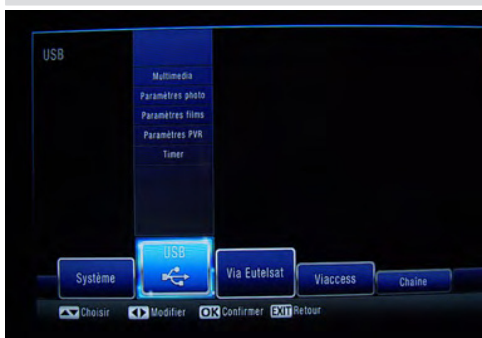 USB
Multimedia
Paramètres photo
Paramètres films
Paramètres PVR
Timer
USB
Système
Via Eutelsat
Viaccess
Chaîne
Choisir Modifier OK Confirmer EXIT Retour